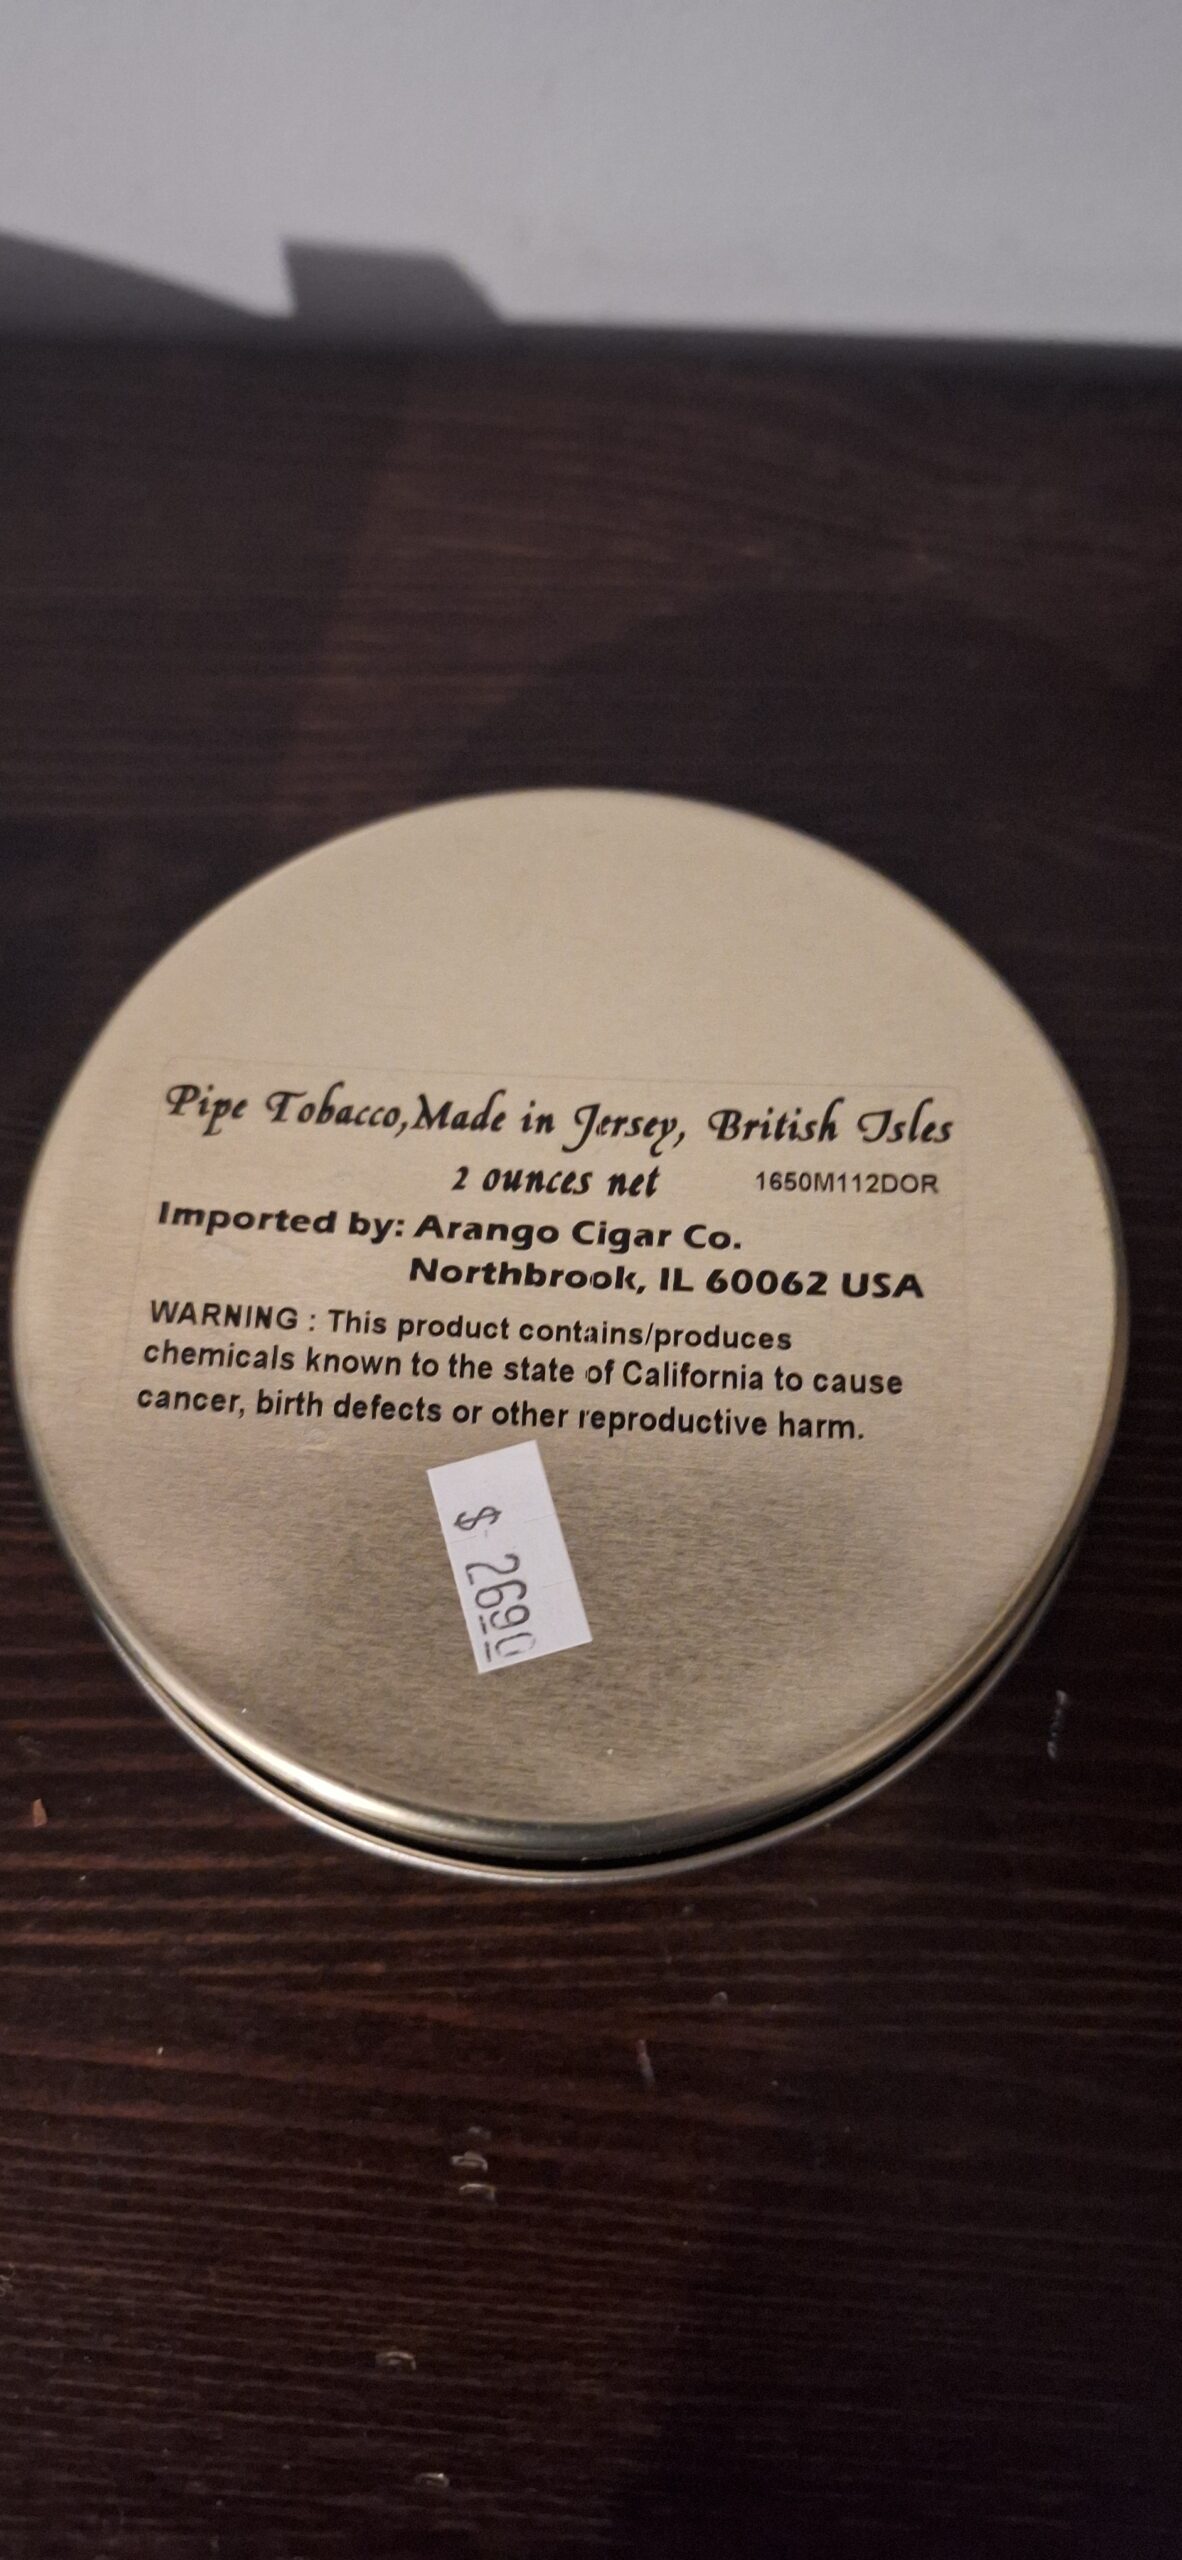 Pipe Tobacco,Made in Jersey, British Isles
2 ounces net 1650M112DOR
Imported by: Arango Cigar Co.
Northbrook, IL 60062 USA
WARNING : This product contains/produces
chemicals known to the state of California to cause
cancer, birth defects or other reproductive harm.
$ 2690